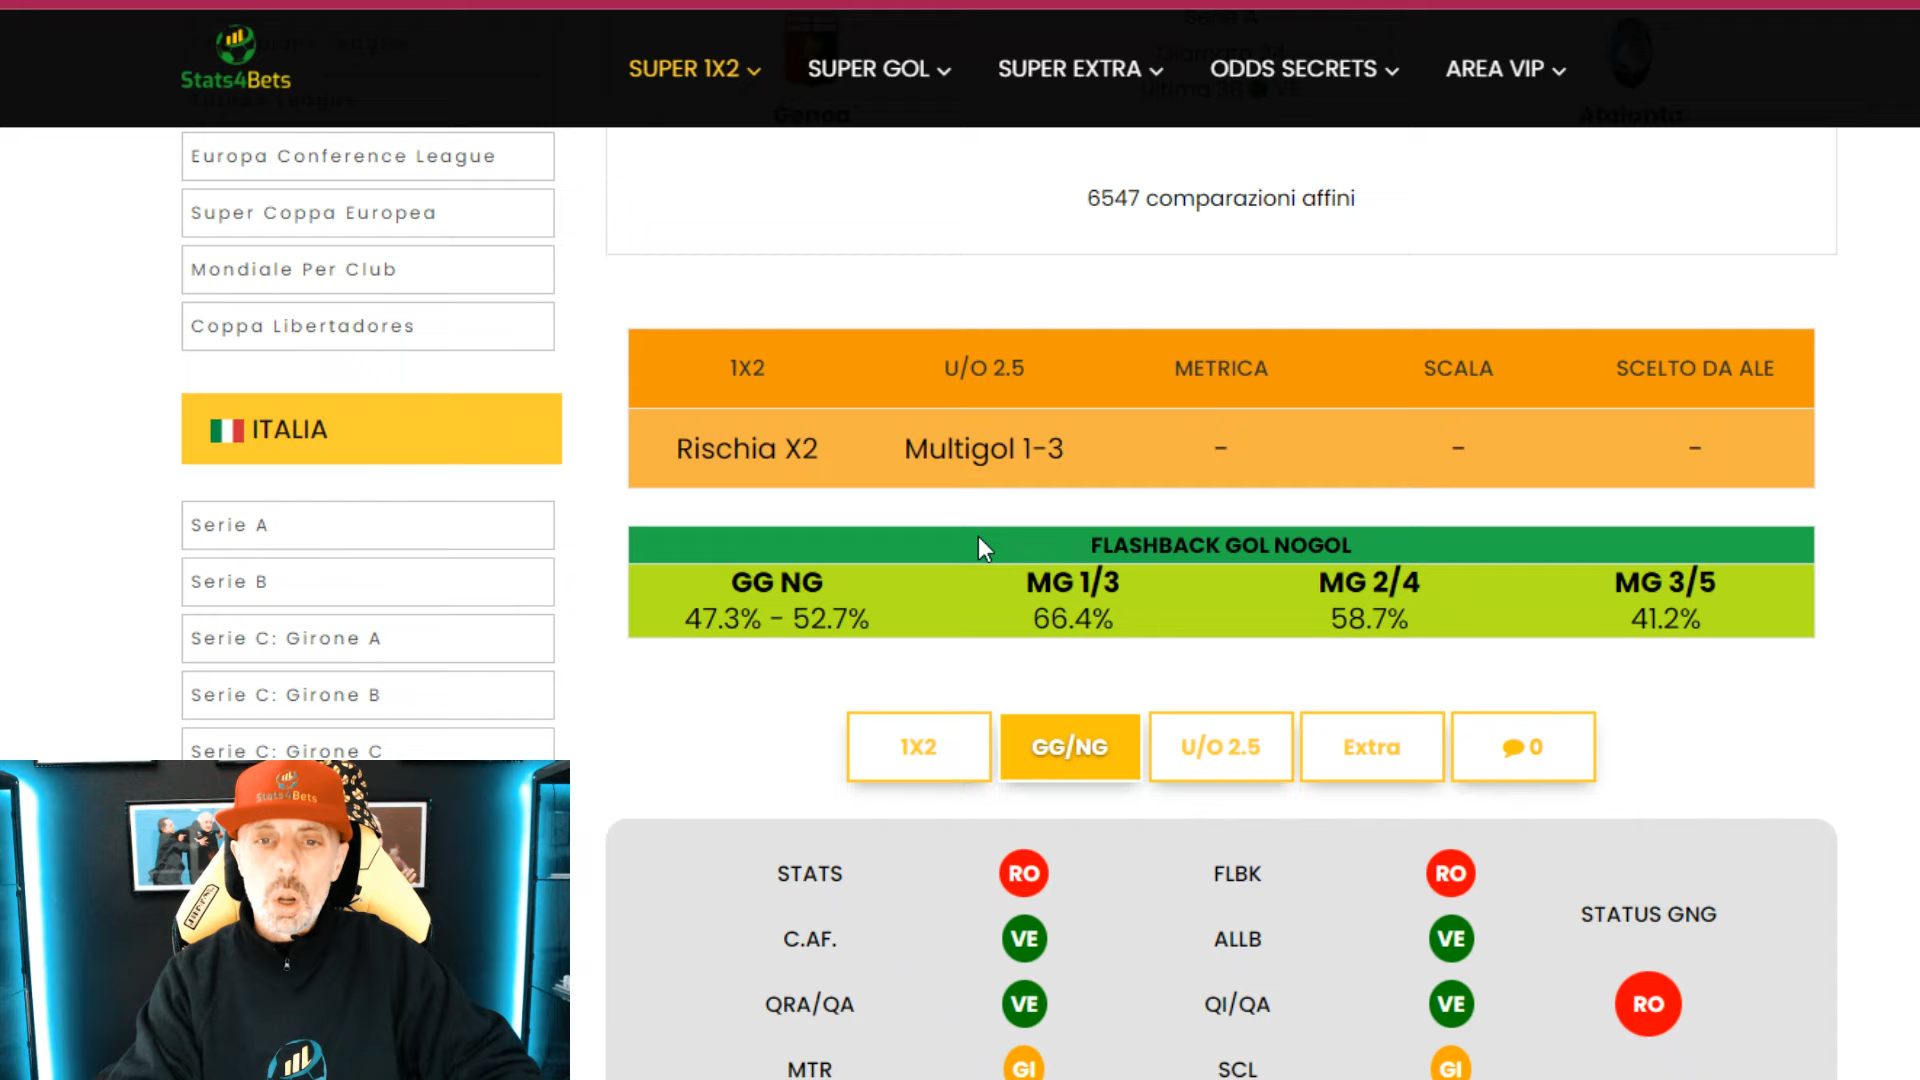 Stats4Bets
SUPER 1X2
SUPER GOL
SUPER EXTRA
ODDS SECRETS
AREA VIP
Serie A
Genoa
Atalanta
Europa Conference League
Super Coppa Europea
Mondiale Per Club
Coppa Libertadores
ITALIA
Serie A
Serie B
Serie C: Girone A
Serie C: Girone B
Serie C: Girone C
6547 comparazioni affini
1X2 U/O 2.5 METRICA SCALA SCELTO DA ALE
Rischia X2 Multigol 1-3 - - -
FLASHBACK GOL NOGOL
GG NG MG 1/3 MG 2/4 MG 3/5
47.3% - 52.7% 66.4% 58.7% 41.2%
1X2 GG/NG U/O 2.5 Extra 0
STATS RO FLBK RO
STATUS GNG
C.AF. VE ALLB VE
QRA/QA VE QI/QA VE RO
MTR GI SCL GI
Stats4Bets